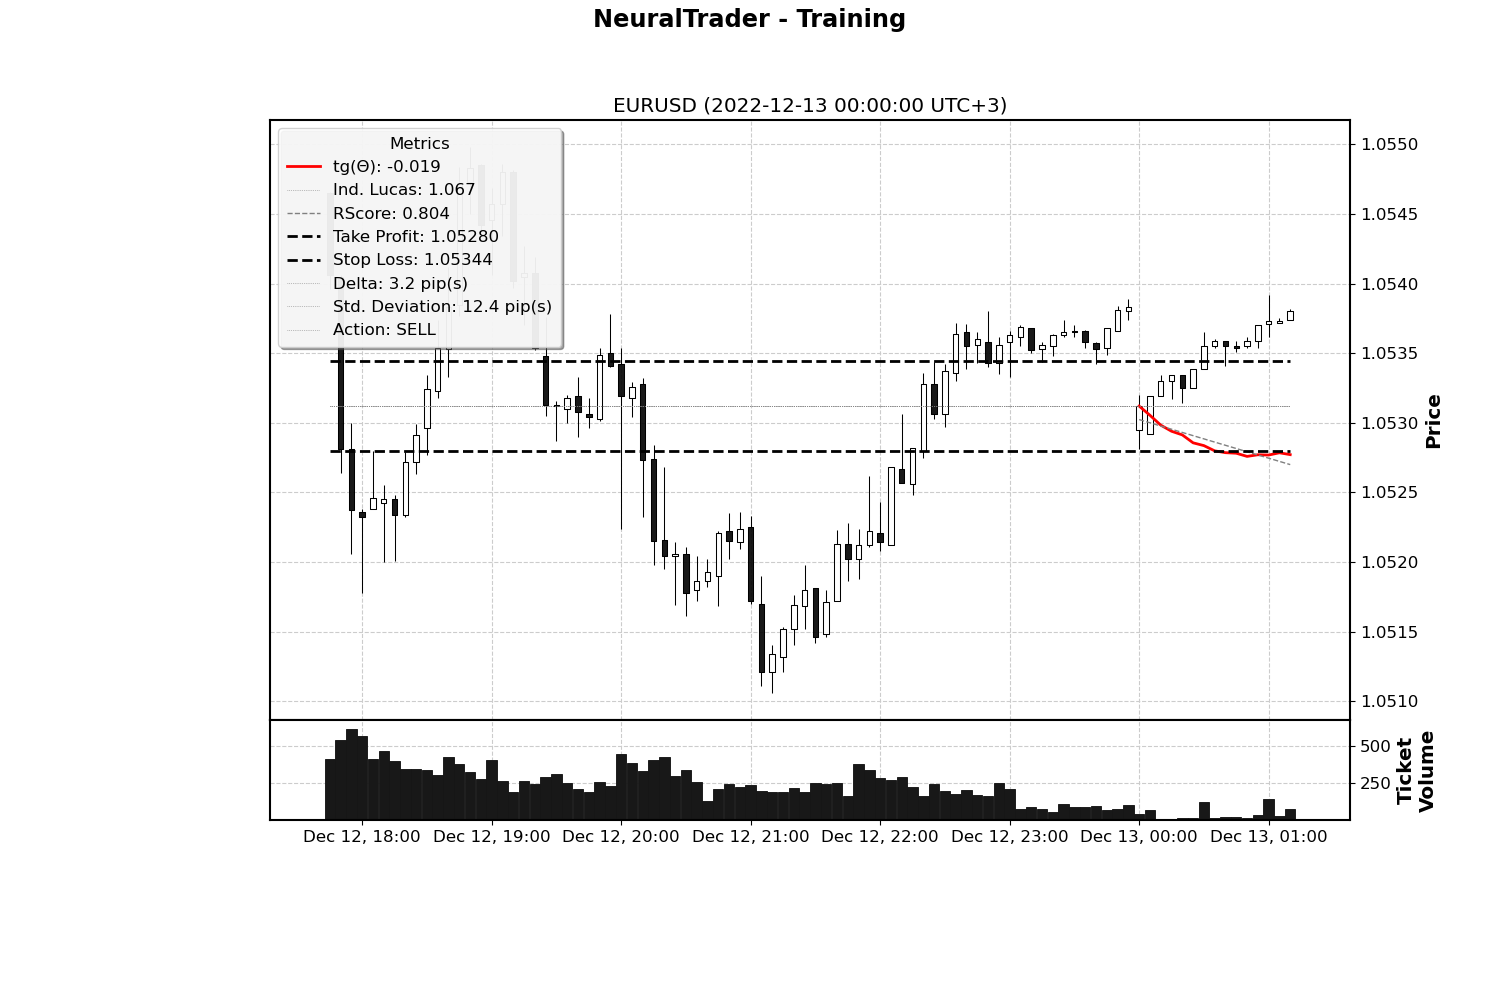 NeuralTrader - Training
EURUSD (2022-12-13 00:00:00 UTC+3)
Metrics
tg(Θ): -0.019
Ind. Lucas: 1.067
RScore: 0.804
Take Profit: 1.05280
Stop Loss: 1.05344
Delta: 3.2 pip(s)
Std. Deviation: 12.4 pip(s)
Action: SELL
1.0550
1.0545
1.0540
1.0535
1.0530
1.0525
1.0520
1.0515
1.0510
Price
500
250
Ticket
Volume
Dec 12, 18:00 Dec 12, 19:00 Dec 12, 20:00 Dec 12, 21:00 Dec 12, 22:00 Dec 12, 23:00 Dec 13, 00:00 Dec 13, 01:00